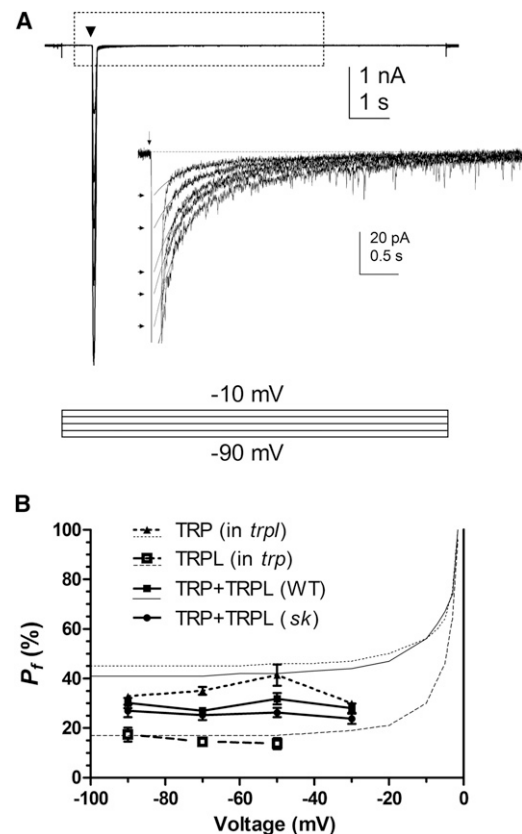 A
1 nA
1 s
20 pA
0.5 s
-10 mV
-90 mV
B
100
80
60
40
20
0
Pf (%)
TRP (in trpl)
TRPL (in trp)
TRP+TRPL (WT)
TRP+TRPL (sk)
-100 -80 -60 -40 -20 0
Voltage (mV)